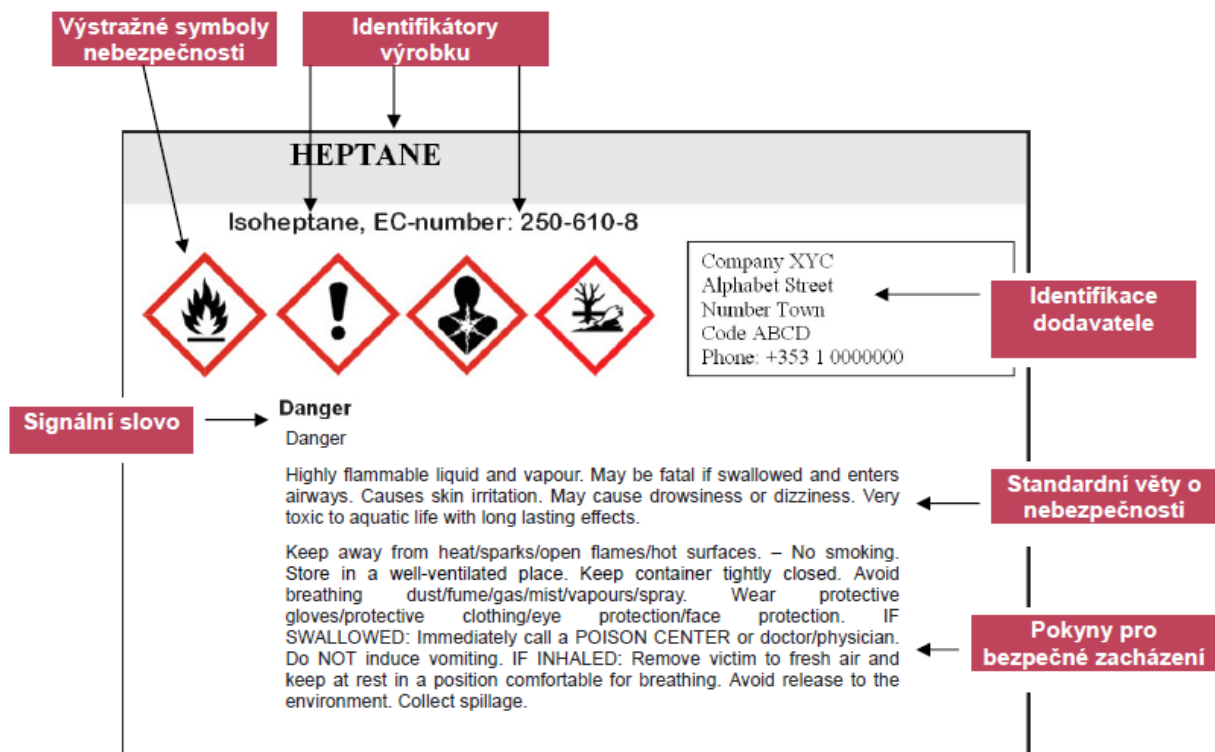 Výstražné symboly
nebezpečnosti
Identifikátory
výrobku
HEPTANE
Isoheptane, EC-number: 250-610-8
Company XYC
Alphabet Street
Number Town
Code ABCD
Phone: +353 1 0000000
Identifikace
dodavatele
Signální slovo
Danger
Danger
Highly flammable liquid and vapour. May be fatal if swallowed and enters
airways. Causes skin irritation. May cause drowsiness or dizziness. Very
toxic to aquatic life with long lasting effects.
Standardní věty o
nebezpečnosti
Keep away from heat/sparks/open flames/hot surfaces. – No smoking.
Store in a well-ventilated place. Keep container tightly closed. Avoid
breathing dust/fume/gas/mist/vapours/spray. Wear protective
gloves/protective clothing/eye protection/face protection. IF
SWALLOWED: Immediately call a POISON CENTER or doctor/physician.
Do NOT induce vomiting. IF INHALED: Remove victim to fresh air and
keep at rest in a position comfortable for breathing. Avoid release to the
environment. Collect spillage.
Pokyny pro
bezpečné zacházení